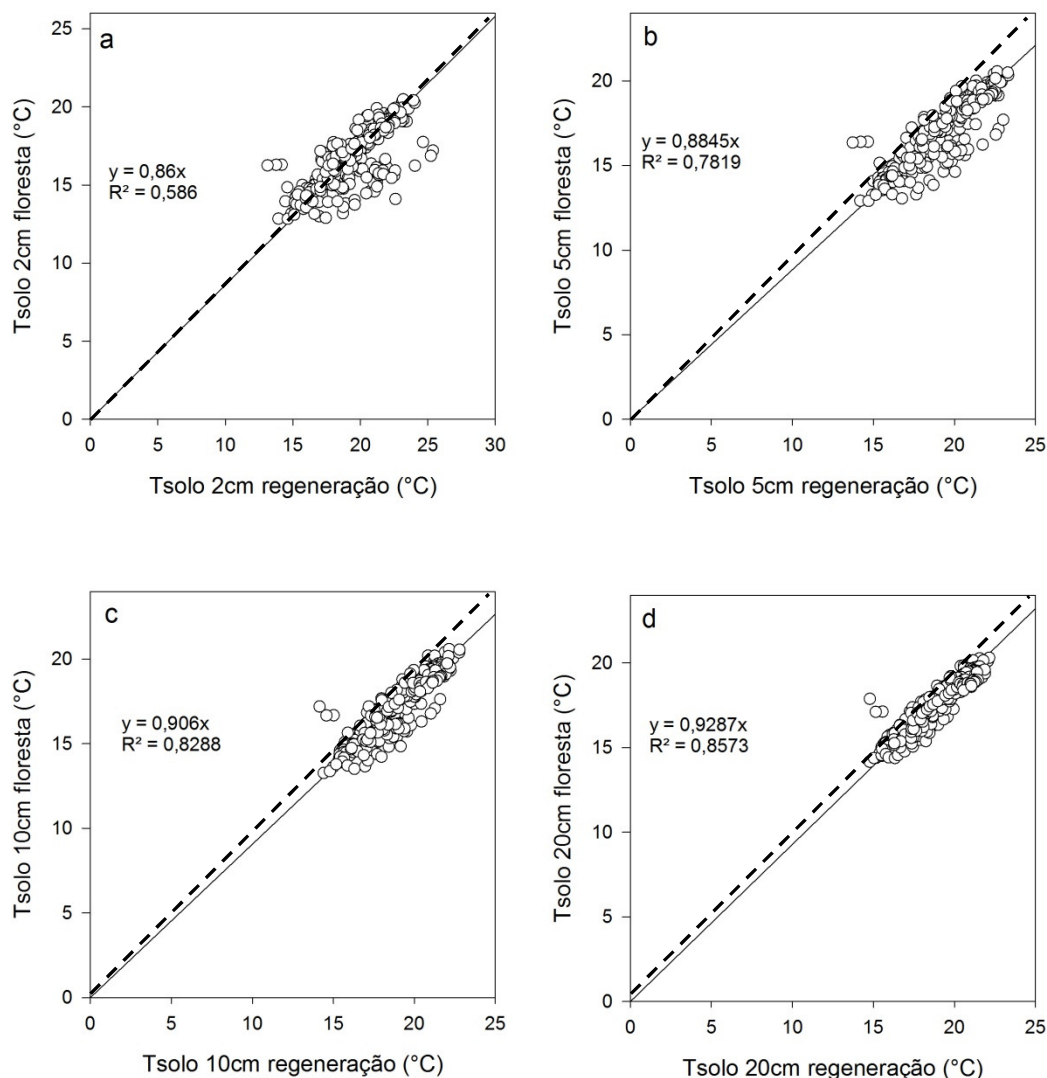 a
y = 0,86x
R² = 0,586
Tsolo 2cm floresta (°C)
25
20
15
10
5
0
0 5 10 15 20 25 30
Tsolo 2cm regeneração (°C)
b
y = 0,8845x
R² = 0,7819
Tsolo 5cm floresta (°C)
20
15
10
5
0
0 5 10 15 20 25
Tsolo 5cm regeneração (°C)
c
y = 0,906x
R² = 0,8288
Tsolo 10cm floresta (°C)
20
15
10
5
0
0 5 10 15 20 25
Tsolo 10cm regeneração (°C)
d
y = 0,9287x
R² = 0,8573
Tsolo 20cm floresta (°C)
20
15
10
5
0
0 5 10 15 20 25
Tsolo 20cm regeneração (°C)